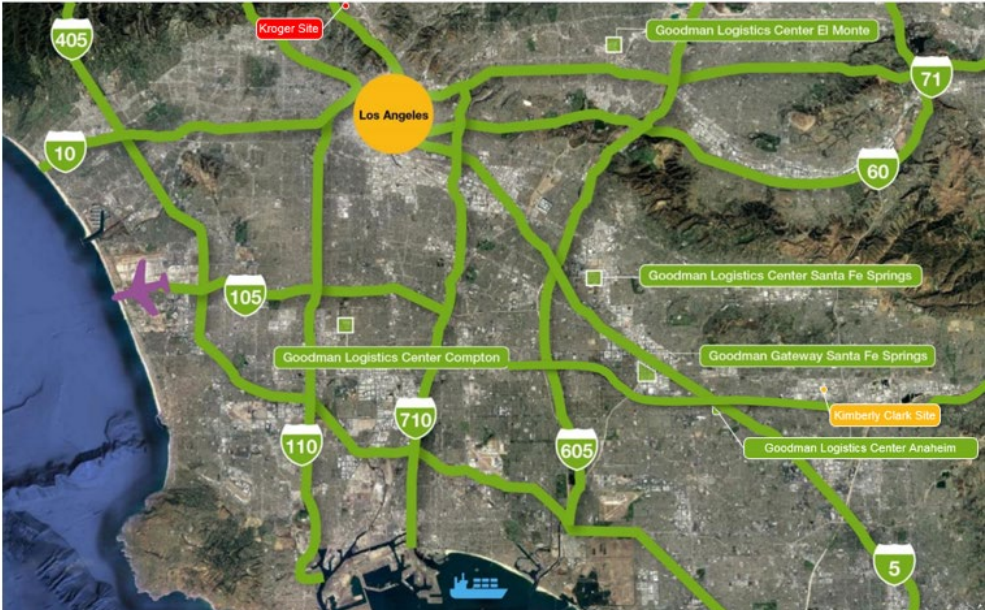 405
Kroger Site
Goodman Logistics Center El Monte
71
Los Angeles
10
60
Goodman Logistics Center Santa Fe Springs
105
Goodman Logistics Center Compton
Goodman Gateway Santa Fe Springs
Kimberly Clark Site
710
110
605
Goodman Logistics Center Anaheim
5